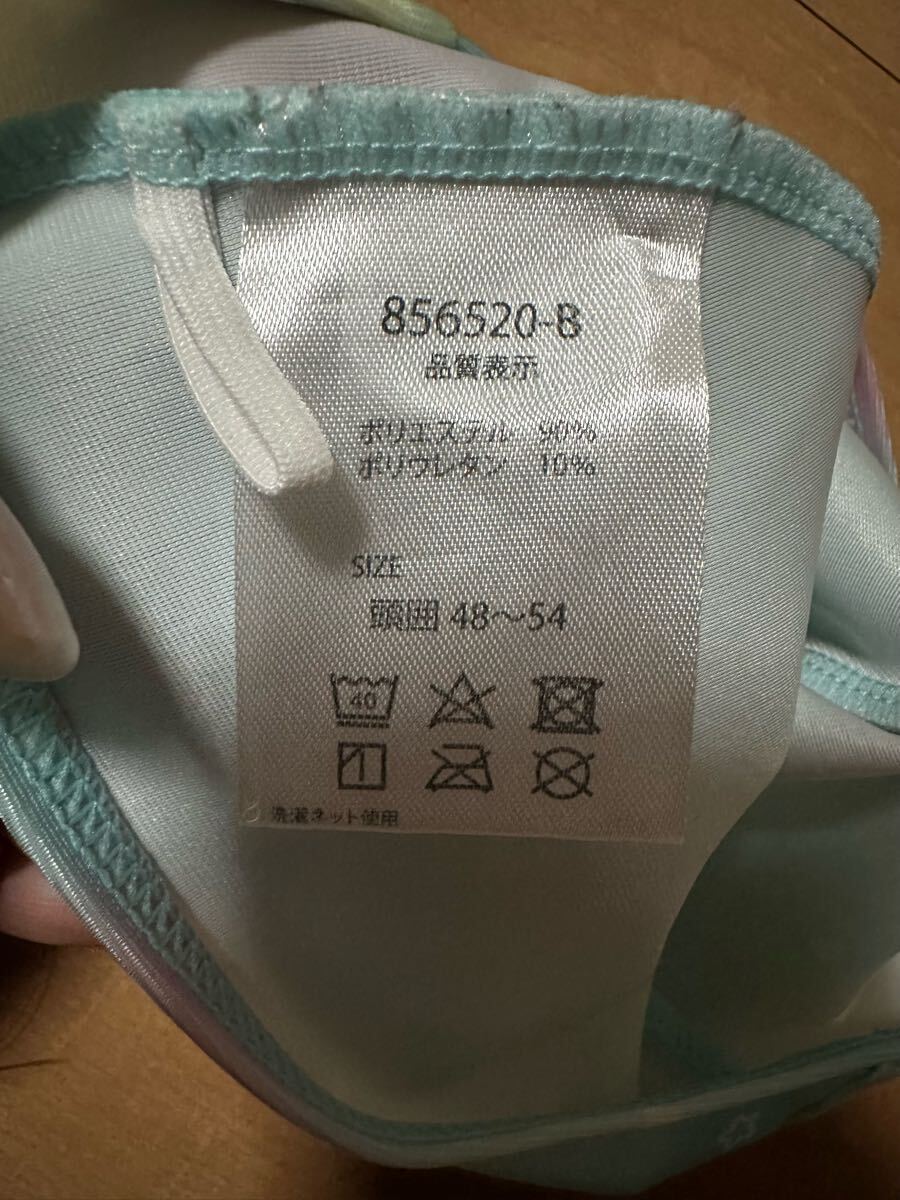 856520-B
品質表示
ポリエステル 90%
ポリウレタン 10%
SIZE
頭囲 48〜54
40
洗濯ネット使用